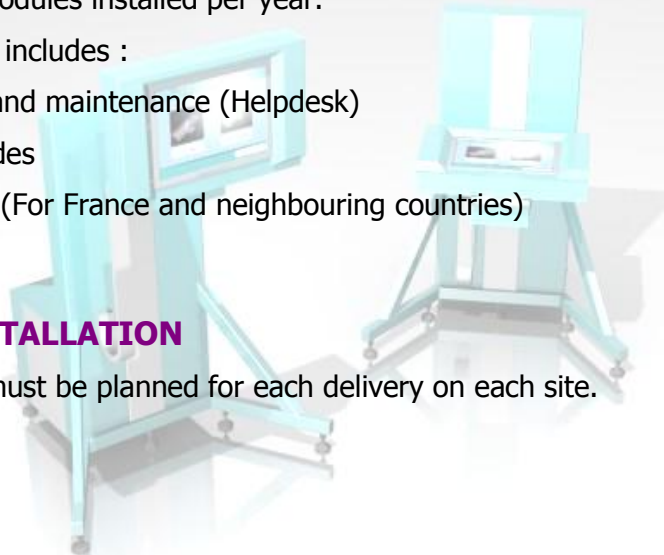 odules installed per year.
includes :
and maintenance (Helpdesk)
des
(For France and neighbouring countries)
TALLATION
must be planned for each delivery on each site.